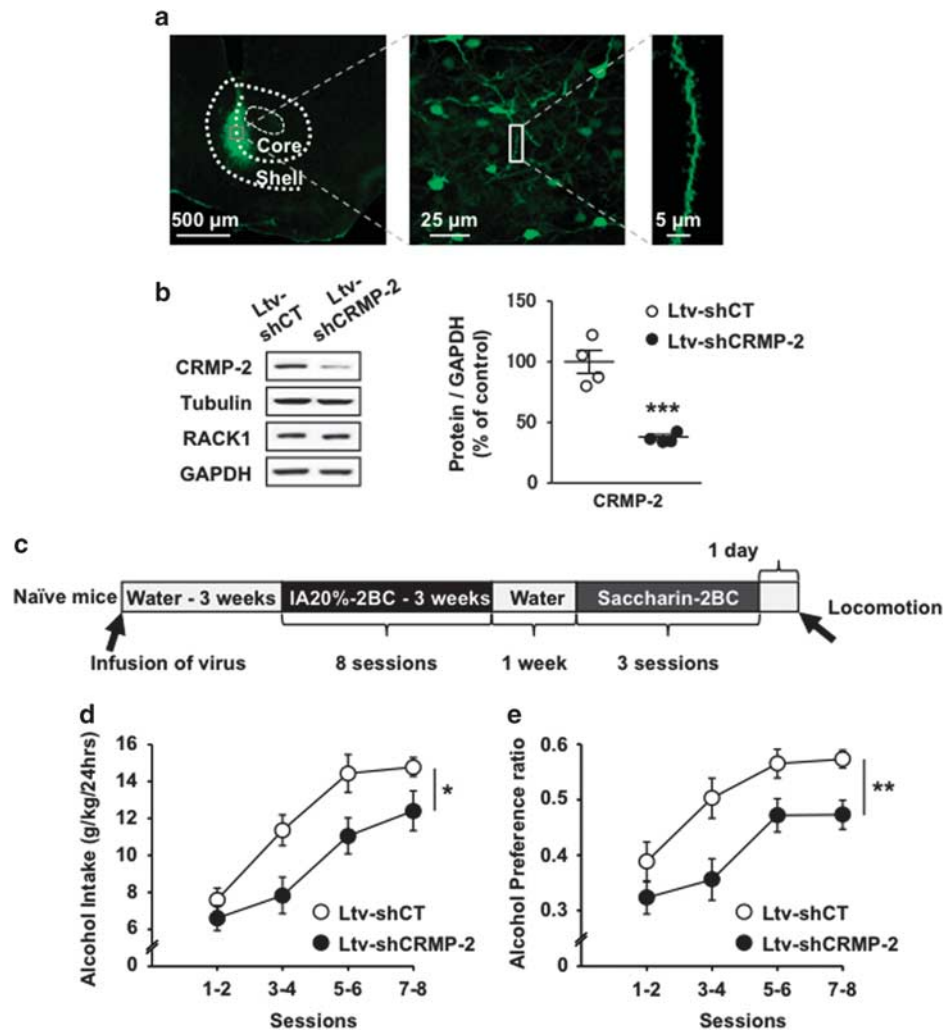 a
Core
Shell
500 µm
25 µm
5 µm
b
Ltv-shCT
Ltv-shCRMP-2
CRMP-2
Tubulin
RACK1
GAPDH
Protein / GAPDH
(% of control)
150
100
50
0
Ltv-shCT
Ltv-shCRMP-2
***
CRMP-2
c
1 day
Naïve mice
Water - 3 weeks
IA20%-2BC - 3 weeks
Water
Saccharin-2BC
Locomotion
Infusion of virus
8 sessions
1 week
3 sessions
d
Alcohol Intake (g/kg/24hrs)
16
14
12
10
8
6
0
*
Ltv-shCT
Ltv-shCRMP-2
1-2
3-4
5-6
7-8
Sessions
e
Alcohol Preference ratio
0.6
0.5
0.4
0.3
0
**
Ltv-shCT
Ltv-shCRMP-2
1-2
3-4
5-6
7-8
Sessions